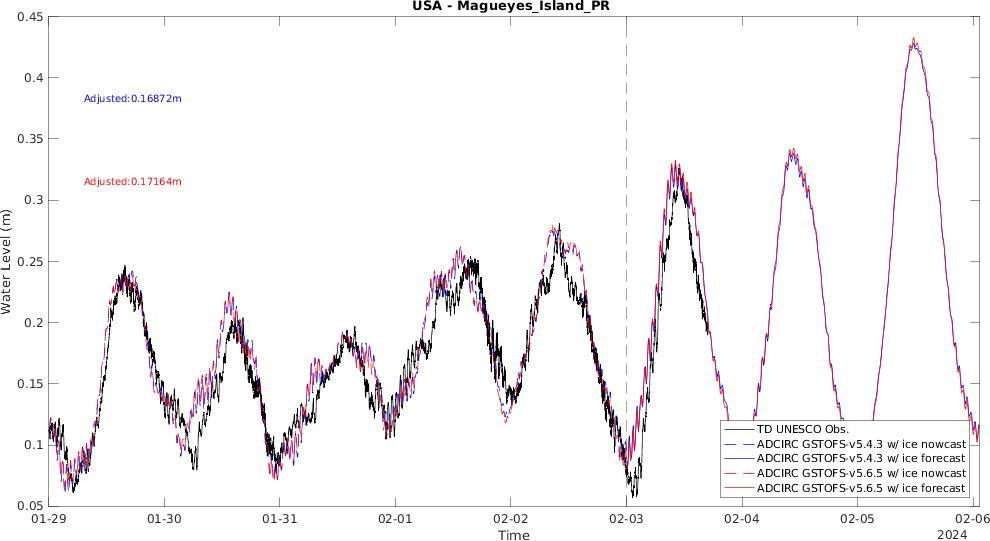 USA - Magueyes_Island_PR
0.45
0.4
0.35
0.3
0.25
0.2
0.15
0.1
0.05
Water Level (m)
Adjusted:0.16872m
Adjusted:0.17164m
TD UNESCO Obs.
ADCIRC GSTOFS-v5.4.3 w/ ice nowcast
ADCIRC GSTOFS-v5.4.3 w/ ice forecast
ADCIRC GSTOFS-v5.6.5 w/ ice nowcast
ADCIRC GSTOFS-v5.6.5 w/ ice forecast
01-29 01-30 01-31 02-01 02-02 02-03 02-04 02-05 02-06
Time
2024